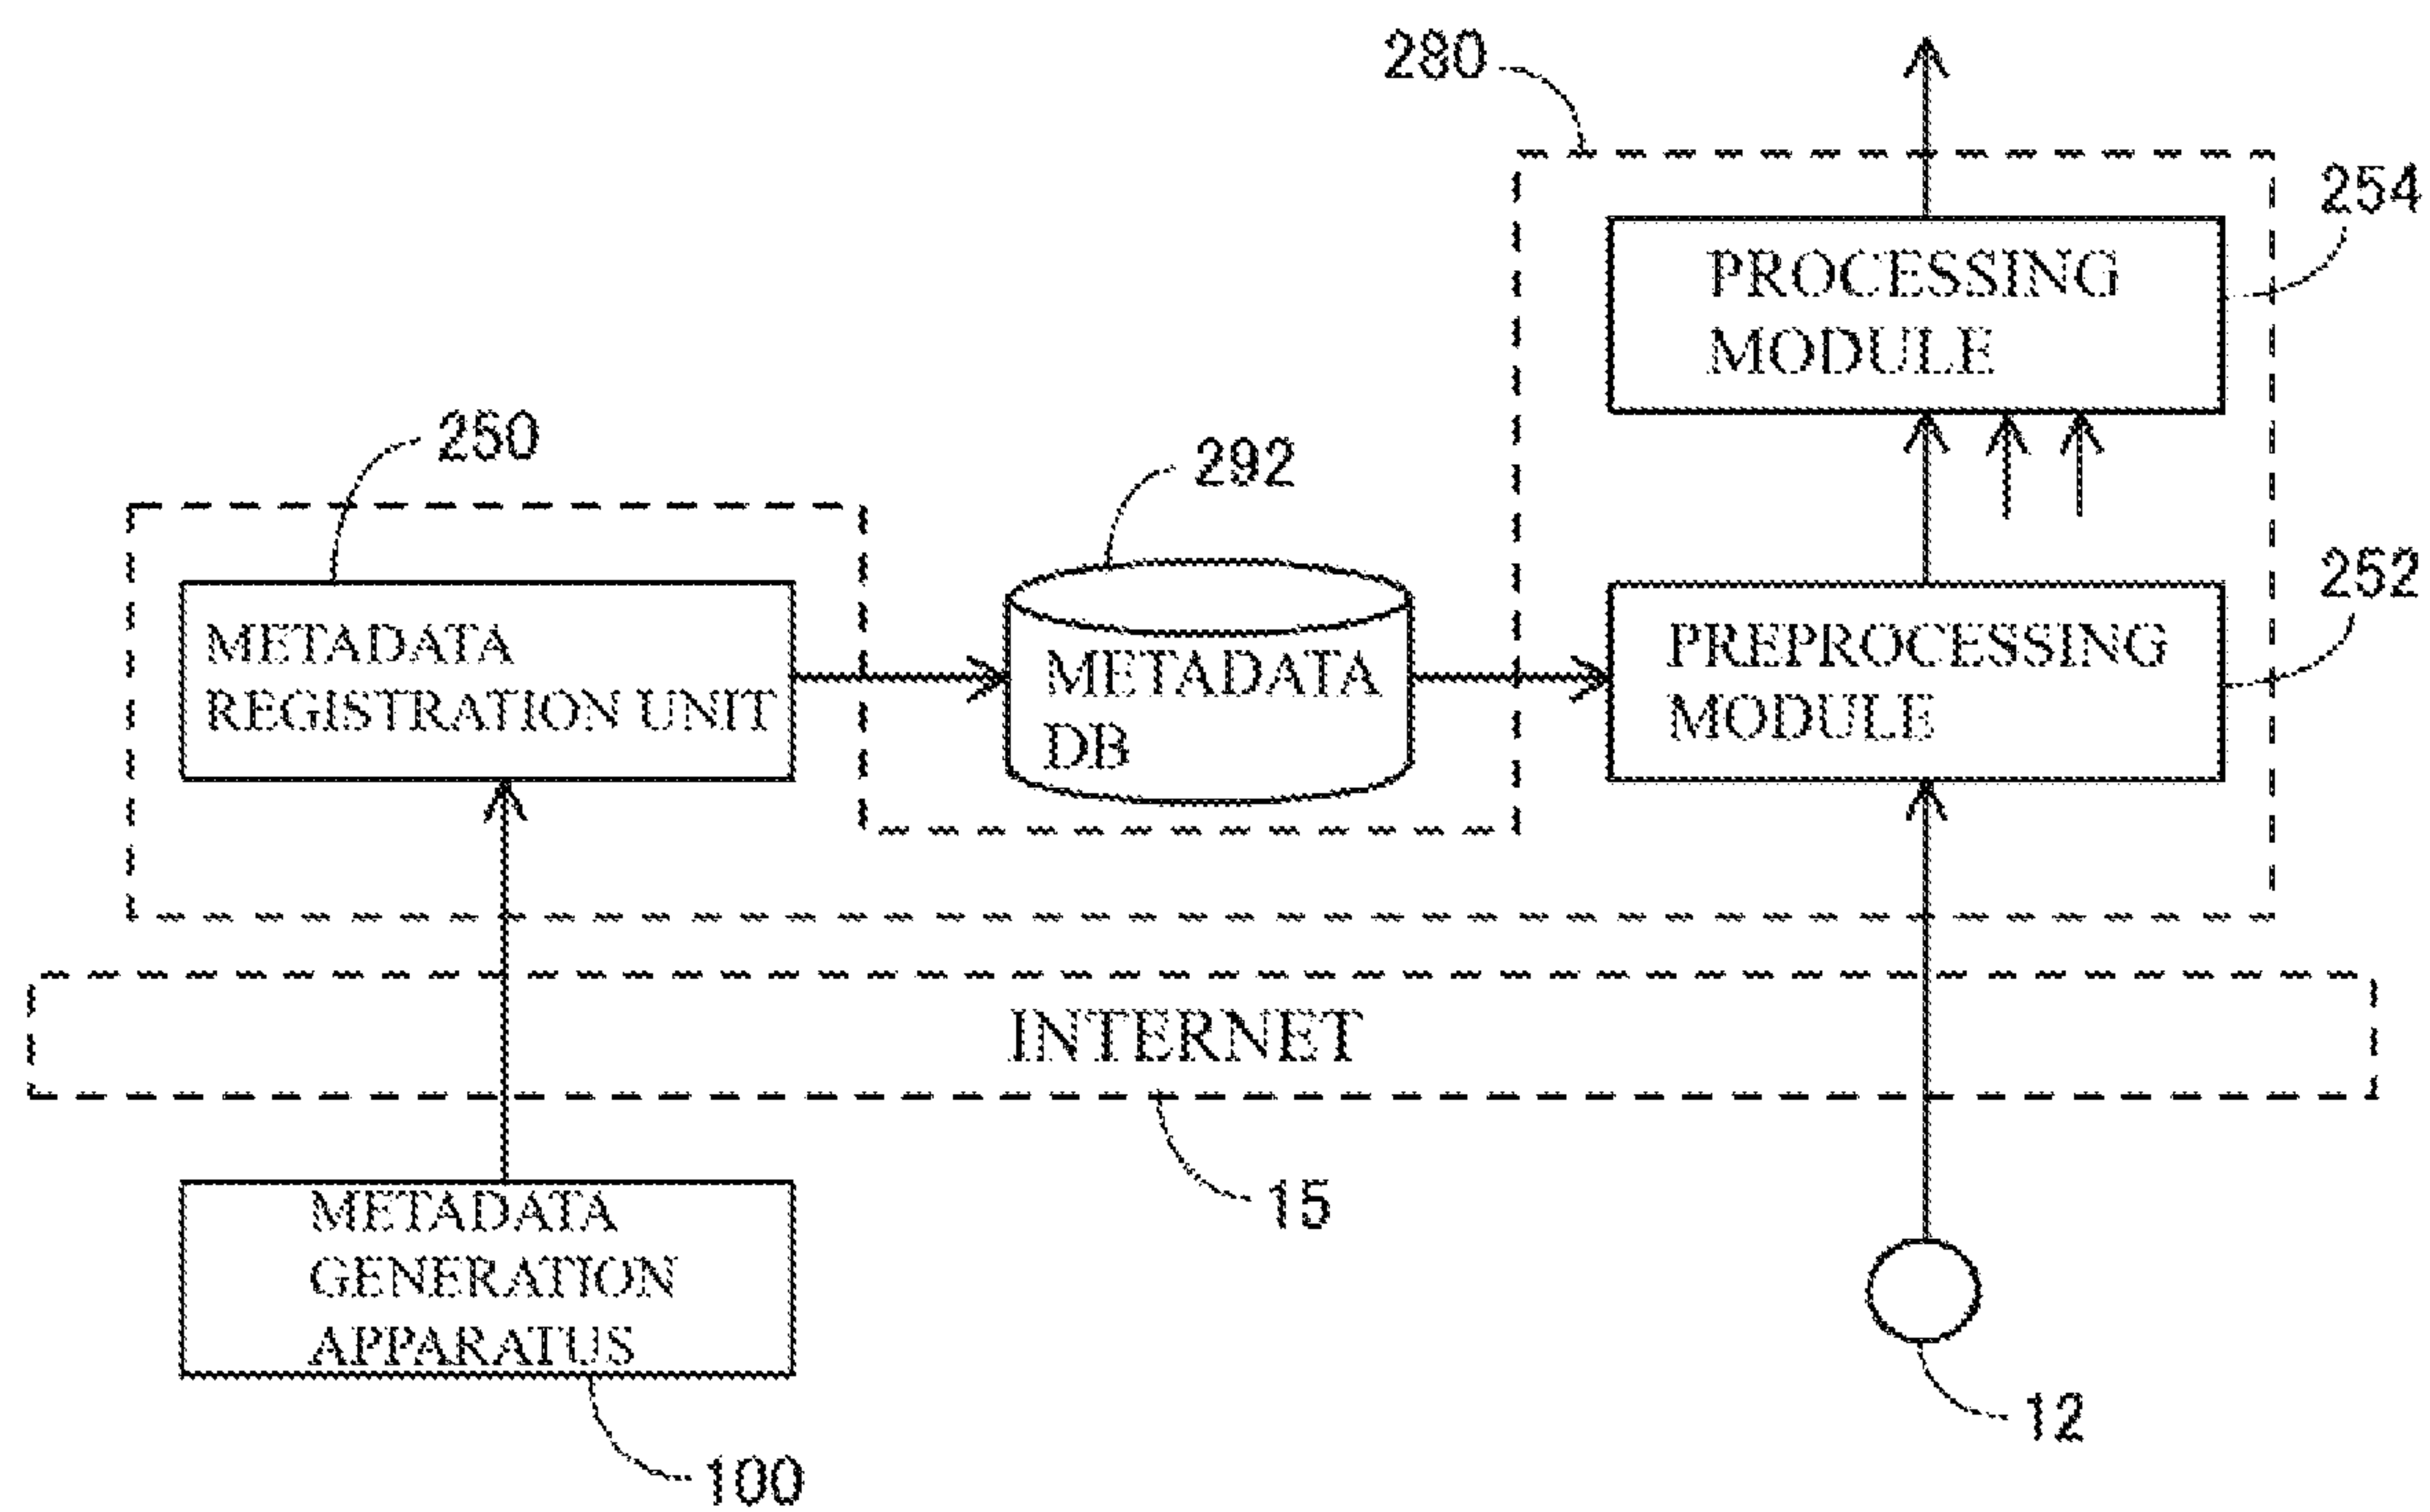 280
254
PROCESSING
MODULE
250
292
252
METADATA
REGISTRATION UNIT
METADATA
DB
PREPROCESSING
MODULE
INTERNET
15
METADATA
GENERATION
APPARATUS
12
100